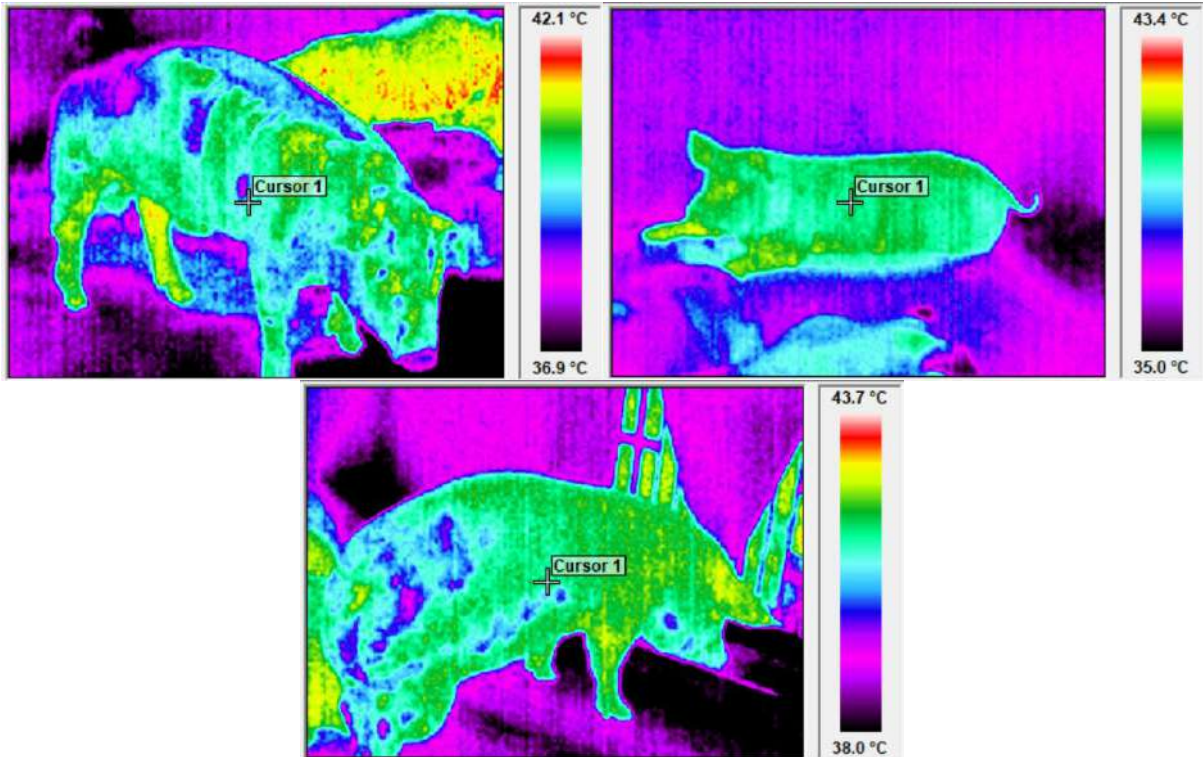 42.1 °C
Cursor 1
36.9 °C
43.4 °C
Cursor 1
35.0 °C
43.7 °C
Cursor 1
38.0 °C